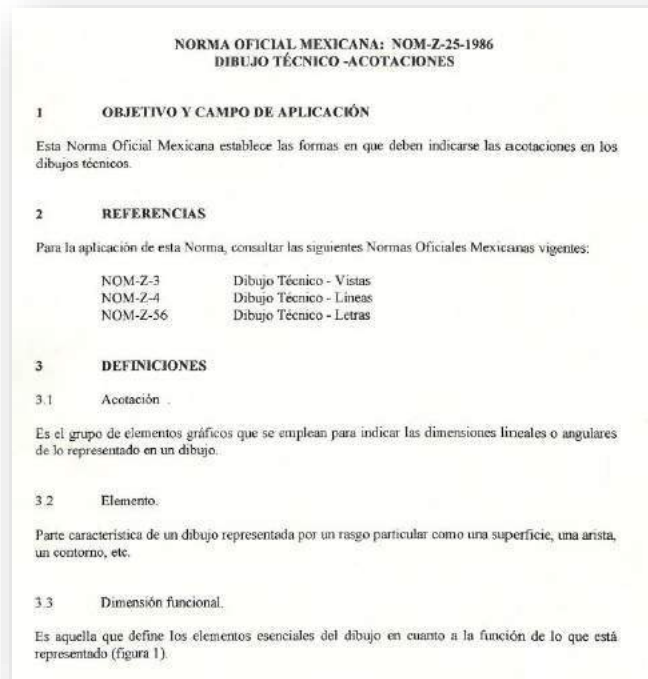 NORMA OFICIAL MEXICANA: NOM-Z-25-1986
DIBUJO TÉCNICO -ACOTACIONES
1 OBJETIVO Y CAMPO DE APLICACIÓN
Esta Norma Oficial Mexicana establece las formas en que deben indicarse las acotaciones en los
dibujos técnicos.
2 REFERENCIAS
Para la aplicación de esta Norma, consultar las siguientes Normas Oficiales Mexicanas vigentes:
NOM-Z-3 Dibujo Técnico - Vistas
NOM-Z-4 Dibujo Técnico - Líneas
NOM-Z-56 Dibujo Técnico - Letras
3 DEFINICIONES
3.1 Acotación .
Es el grupo de elementos gráficos que se emplean para indicar las dimensiones lineales o angulares
de lo representado en un dibujo.
3.2 Elemento.
Parte característica de un dibujo representada por un rasgo particular como una superficie, una arista,
un contorno, etc.
3.3 Dimensión funcional.
Es aquella que define los elementos esenciales del dibujo en cuanto a la función de lo que está
representado (figura 1).